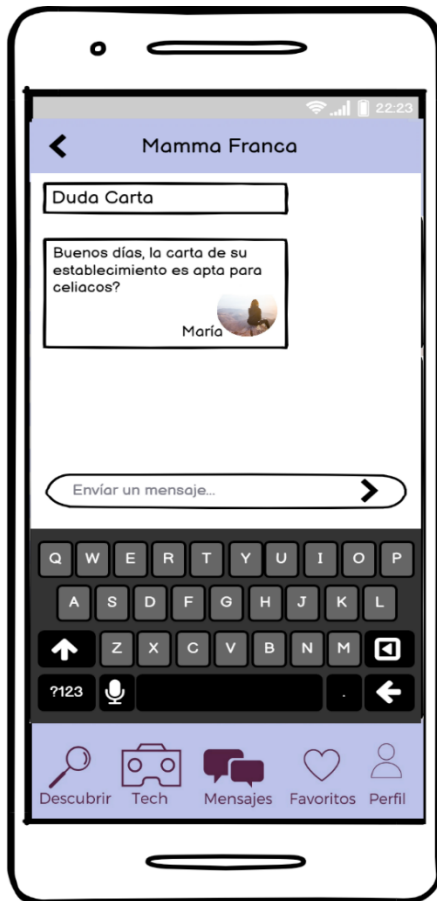 22:23
Mamma Franca
Duda Carta
Buenos días, la carta de su
establecimiento es apta para
celiacos?
María
Envíar un mensaje...
Q W E R T Y U I O P
A S D F G H J K L
Z X C V B N M
?123 .
Descubrir Tech Mensajes Favoritos Perfil